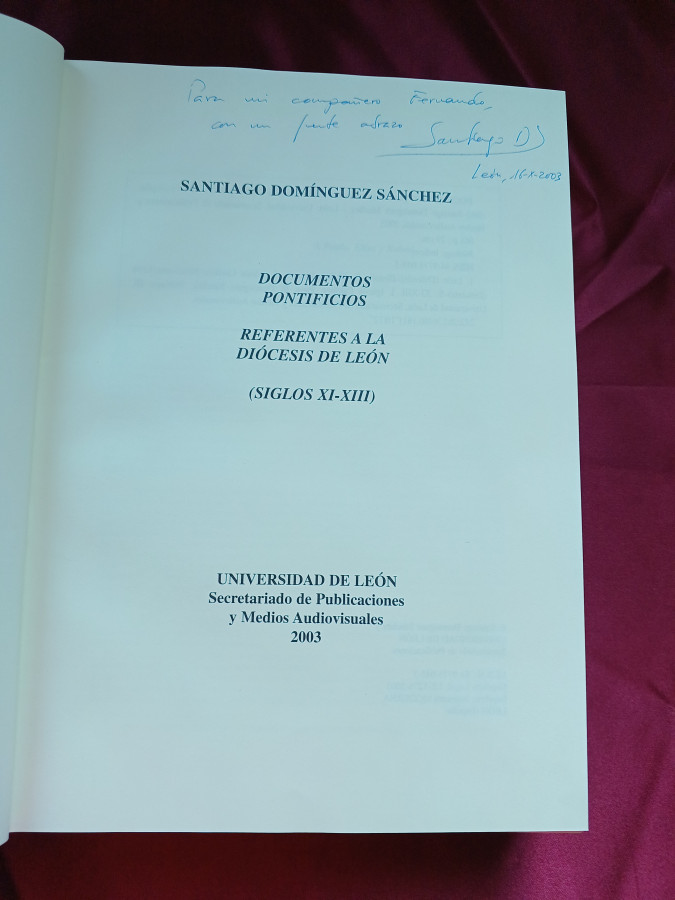 Para mi compañero Fernando,
con un fuerte abrazo Santiago D S
León, 16-X-2003
SANTIAGO DOMÍNGUEZ SÁNCHEZ
DOCUMENTOS
PONTIFICIOS
REFERENTES A LA
DIÓCESIS DE LEÓN
(SIGLOS XI-XIII)
UNIVERSIDAD DE LEÓN
Secretariado de Publicaciones
y Medios Audiovisuales
2003